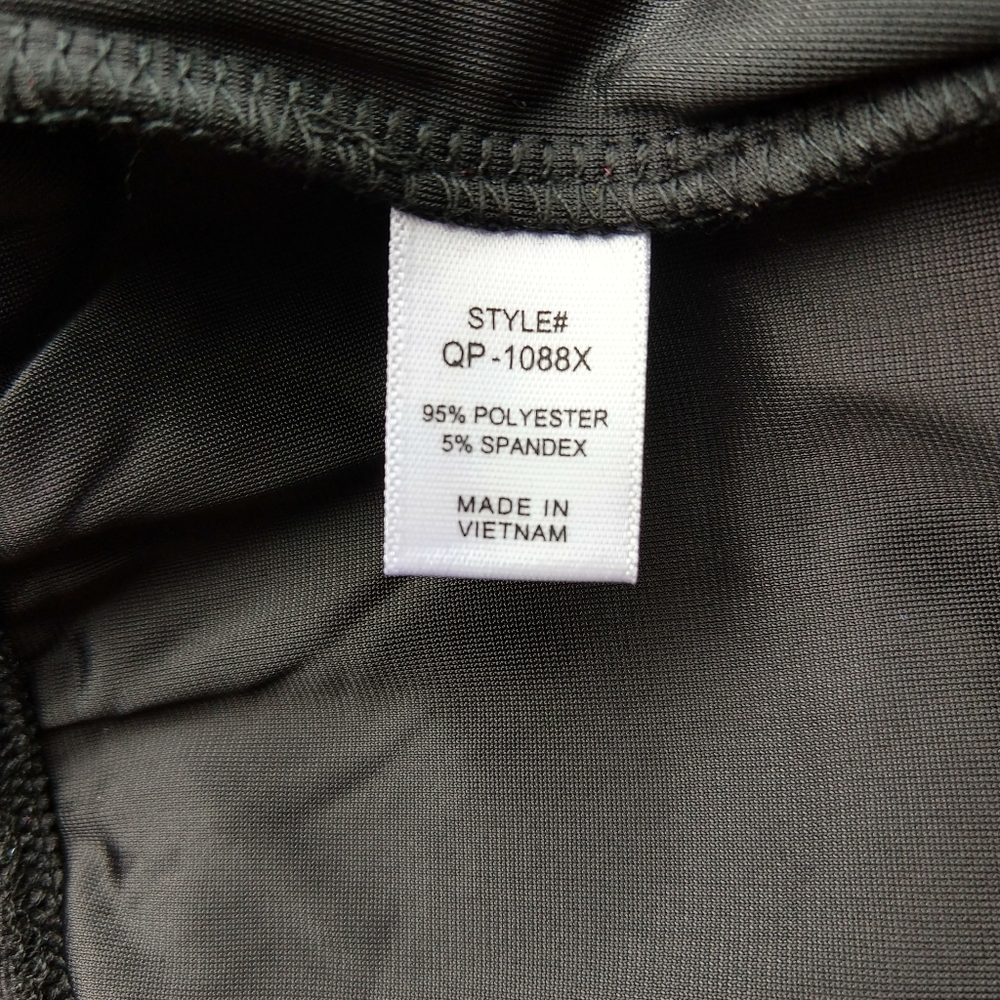 STYLE#
QP-1088X
95% POLYESTER
5% SPANDEX
MADE IN
VIETNAM